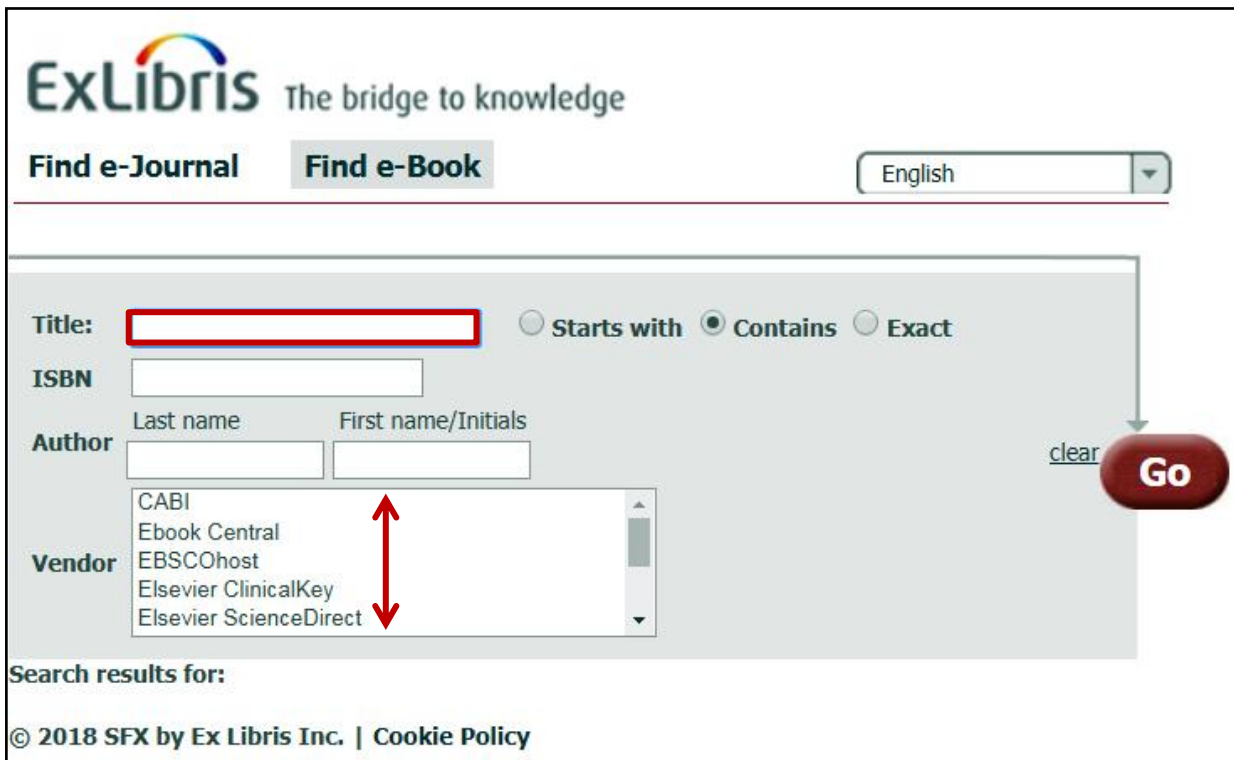 ExLibris The bridge to knowledge
Find e-Journal Find e-Book English
Title: Starts with Contains Exact
ISBN
Last name First name/Initials
Author
clear Go
CABI
Ebook Central
Vendor EBSCOhost
Elsevier ClinicalKey
Elsevier ScienceDirect
Search results for:
© 2018 SFX by Ex Libris Inc. | Cookie Policy